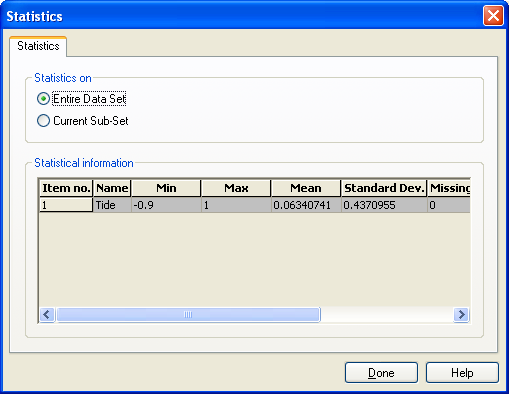 Statistics
Statistics
Statistics on
Entire Data Set
Current Sub-Set
Statistical information
Item no. Name Min Max Mean Standard Dev. Missing
1 Tide -0.9 1 0.06340741 0.4370955 0
Done Help